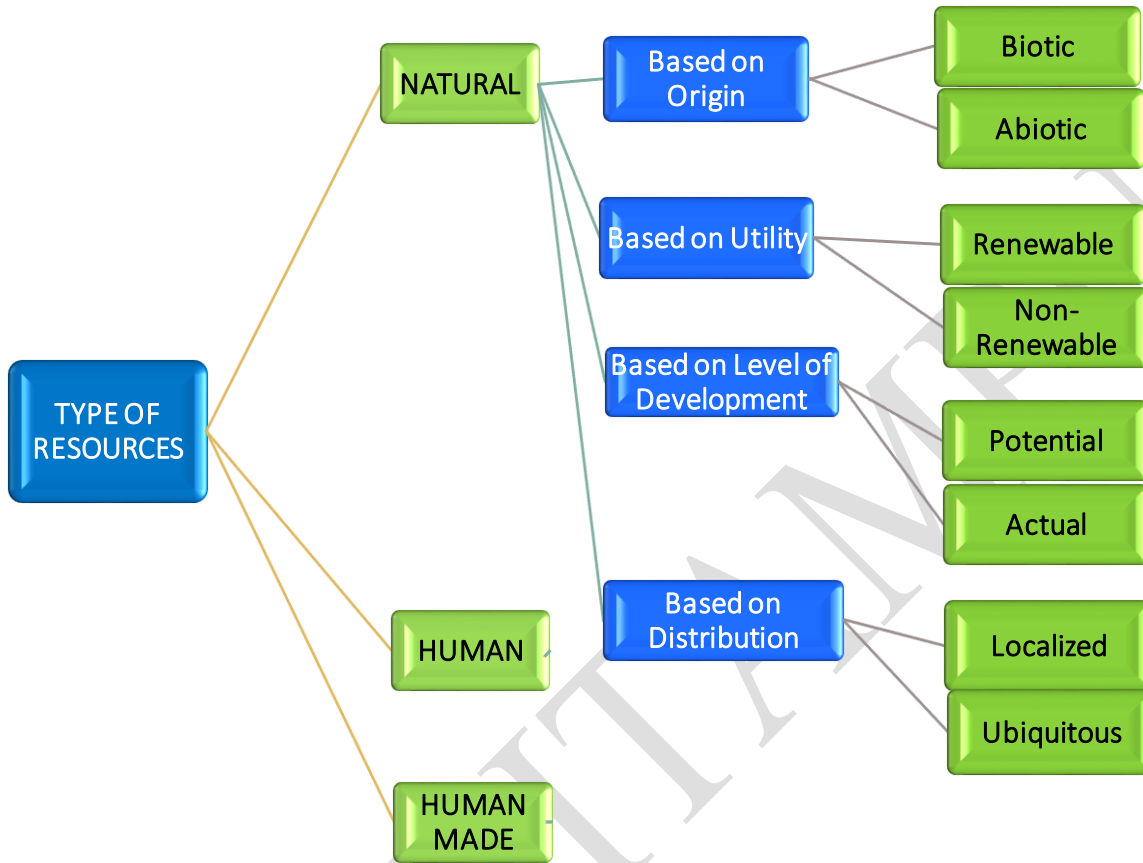 TYPE OF
RESOURCES
NATURAL
Based on
Origin
Biotic
Abiotic
Based on Utility
Renewable
Non-
Renewable
Based on Level of
Development
Potential
Actual
Based on
Distribution
Localized
Ubiquitous
HUMAN
HUMAN
MADE